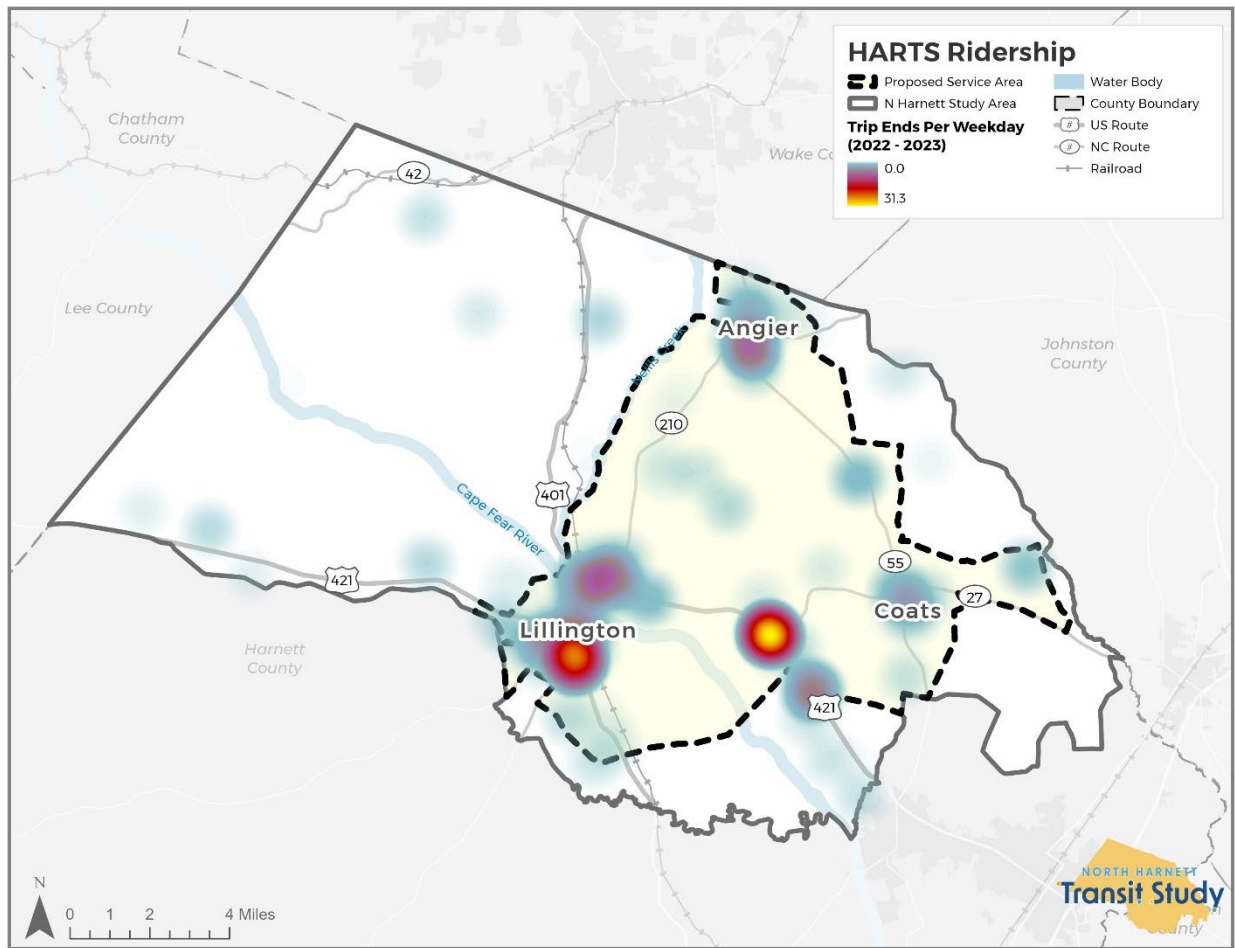 HARTS Ridership
Proposed Service Area
N Harnett Study Area
Trip Ends Per Weekday
(2022 - 2023)
0.0
31.3
Water Body
County Boundary
# US Route
# NC Route
Railroad
Chatham
County
Wake
42
Lee County
Angier
Johnston
County
210
401
Cape Fear River
421
55
27
Coats
Lillington
Harnett
County
421
N
0 1 2 4 Miles
NORTH HARNETT
Transit Study
County